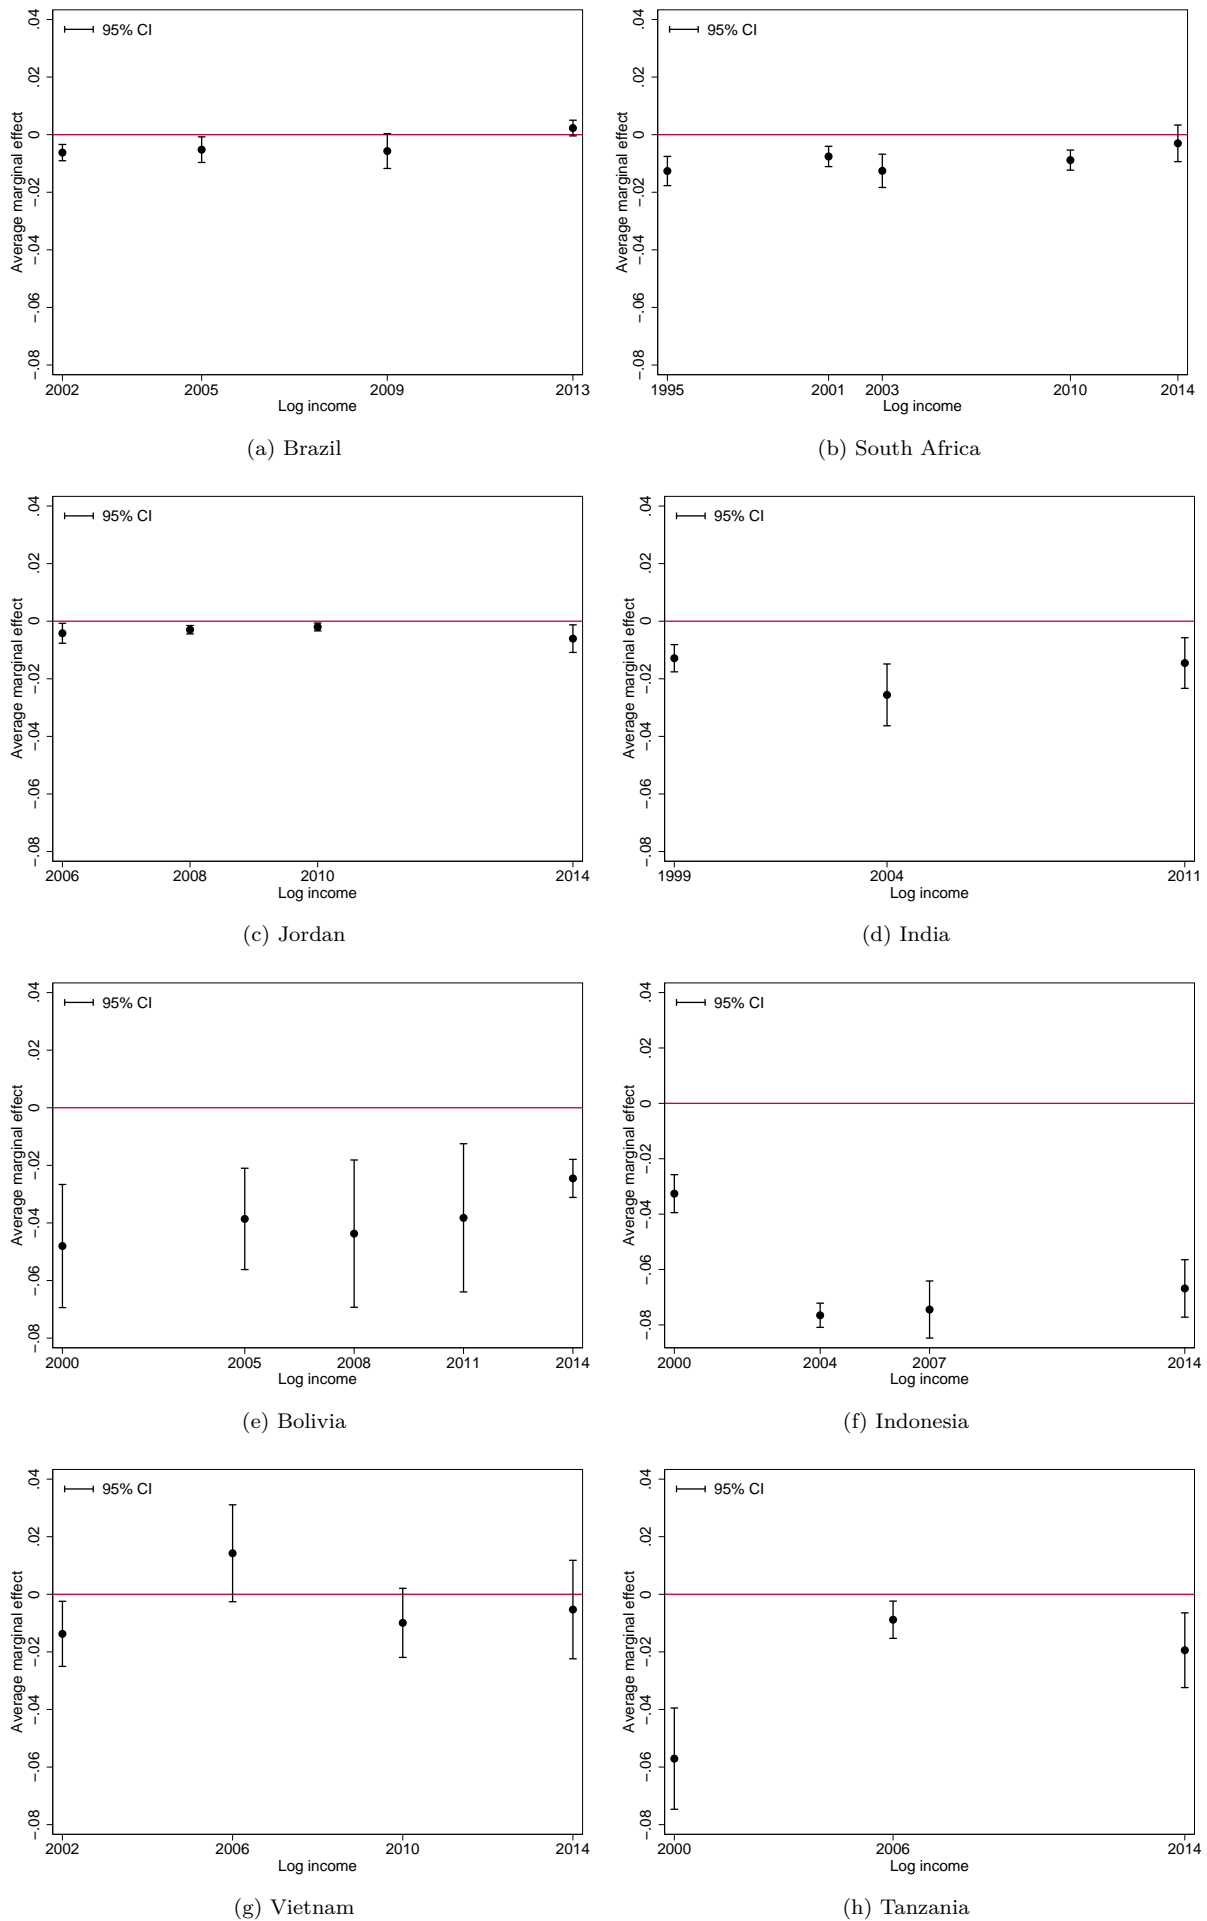 .04
95% CI
.02
0
−.02
−.04
−.06
−.08
Average marginal effect
2002 2005 2009 2013
Log income
(a) Brazil
.04
95% CI
.02
0
−.02
−.04
−.06
−.08
Average marginal effect
1995 2001 2003 2010 2014
Log income
(b) South Africa
.04
95% CI
.02
0
−.02
−.04
−.06
−.08
Average marginal effect
2006 2008 2010 2014
Log income
(c) Jordan
.04
95% CI
.02
0
−.02
−.04
−.06
−.08
Average marginal effect
1999 2004 2011
Log income
(d) India
.04
95% CI
.02
0
−.02
−.04
−.06
−.08
Average marginal effect
2000 2005 2008 2011 2014
Log income
(e) Bolivia
.04
95% CI
.02
0
−.02
−.04
−.06
−.08
Average marginal effect
2000 2004 2007 2014
Log income
(f) Indonesia
.04
95% CI
.02
0
−.02
−.04
−.06
−.08
Average marginal effect
2002 2006 2010 2014
Log income
(g) Vietnam
.04
95% CI
.02
0
−.02
−.04
−.06
−.08
Average marginal effect
2000 2006 2014
Log income
(h) Tanzania